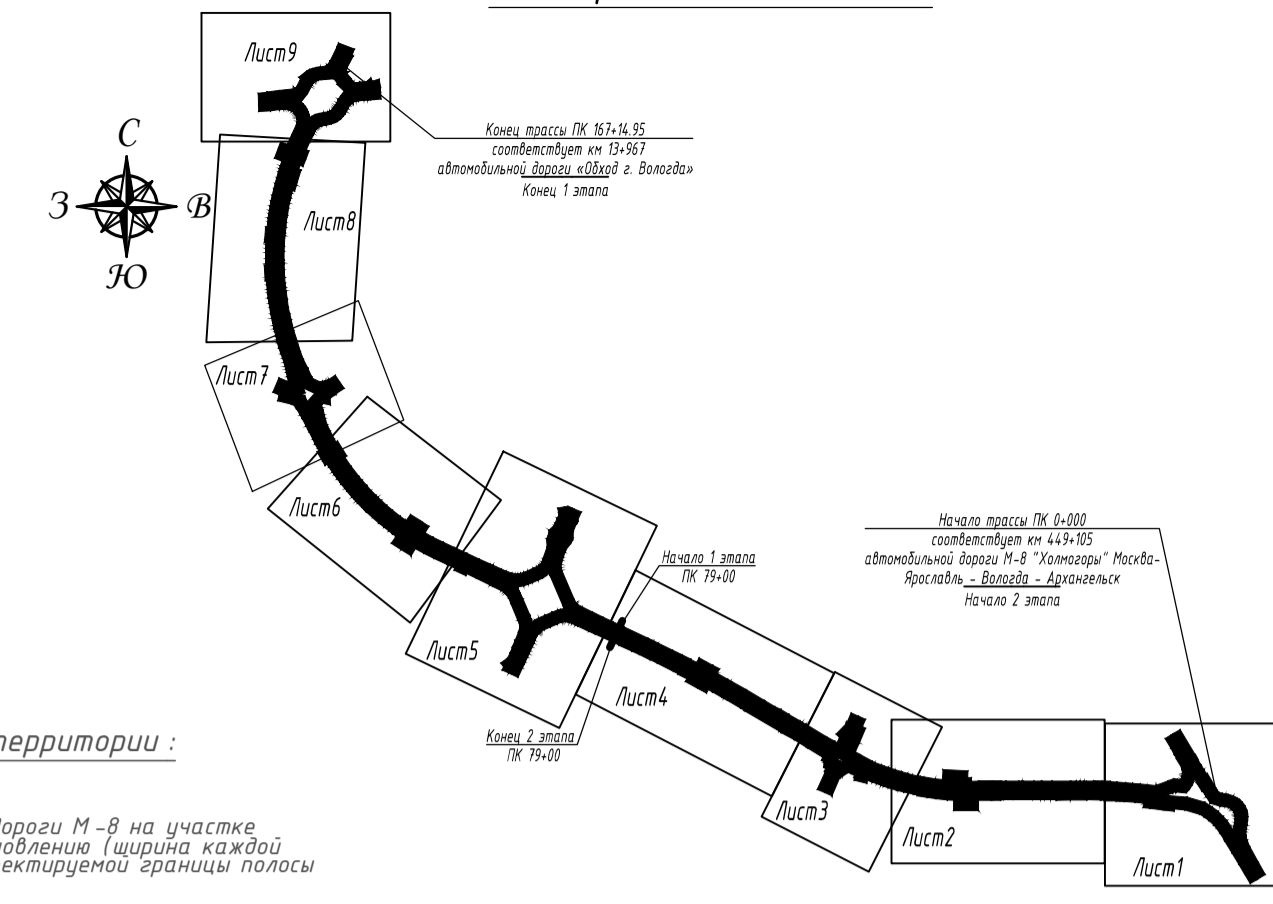 Лист9
Конец трассы ПК 167+14.95
соответствует км 13+967
автомобильной дороги «Обход г. Вологда»
Конец 1 этапа
С
З
В
Ю
Лист8
Лист7
Лист6
Начало трассы ПК 0+000
соответствует км 449+105
автомобильной дороги М-8 "Холмогоры" Москва-
Ярославль - Вологда - Архангельск
Начало 2 этапа
Начало 1 этапа
ПК 79+00
Лист5
Лист4
Конец 2 этапа
ПК 79+00
территории :
Лист3
Лист2
Лист1
дороги М-8 на участке
новлению (ширина каждой
ектируемой границы полосы